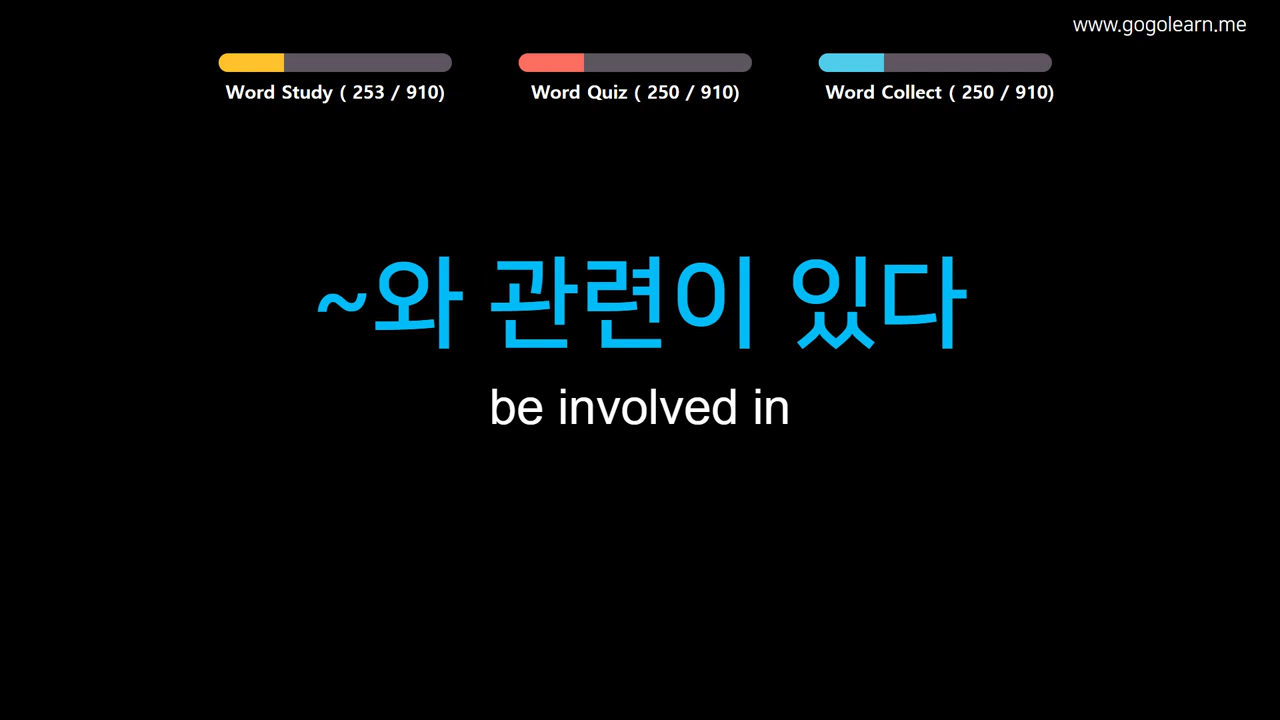 www.gogolearn.me
Word Study ( 253 / 910)
Word Quiz ( 250 / 910)
Word Collect ( 250 / 910)
~와 관련이 있다
be involved in